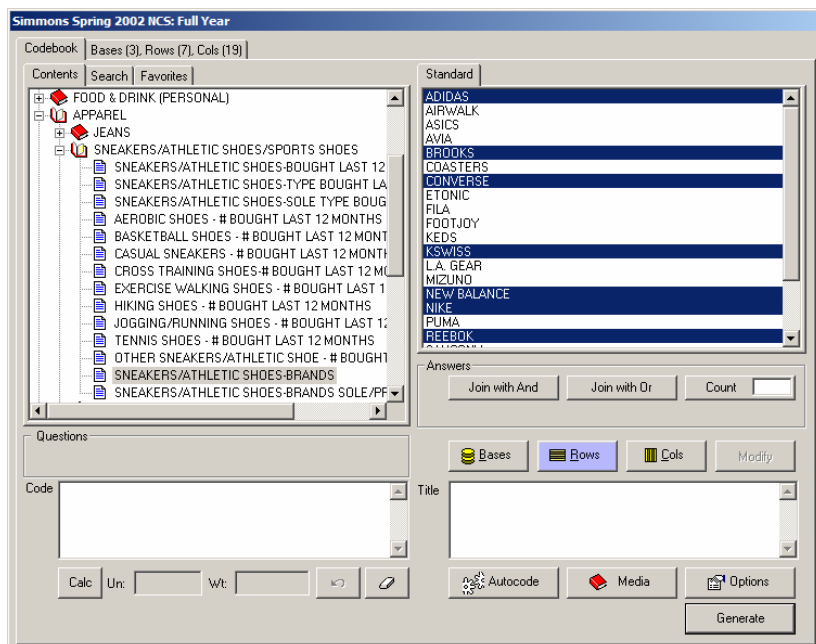 Simmons Spring 2002 NCS: Full Year
Codebook
Bases (3), Rows (7), Cols (19)
Contents
Search
Favorites
FOOD & DRINK (PERSONAL)
APPAREL
JEANS
SNEAKERS/ATHLETIC SHOES/SPORTS SHOES
SNEAKERS/ATHLETIC SHOES-BOUGHT LAST 12
SNEAKERS/ATHLETIC SHOES-TYPE BOUGHT LA
SNEAKERS/ATHLETIC SHOES-SOLE TYPE BOUG
AEROBIC SHOES - # BOUGHT LAST 12 MONTHS
BASKETBALL SHOES - # BOUGHT LAST 12 MONT
CASUAL SNEAKERS - # BOUGHT LAST 12 MONTH
CROSS TRAINING SHOES-# BOUGHT LAST 12 MO
EXERCISE WALKING SHOES - # BOUGHT LAST
HIKING SHOES - # BOUGHT LAST 12 MONTHS
JOGGING/RUNNING SHOES - # BOUGHT LAST 12
TENNIS SHOES - # BOUGHT LAST 12 MONTHS
OTHER SNEAKERS/ATHLETIC SHOE - # BOUGHT
SNEAKERS/ATHLETIC SHOES-BRANDS
SNEAKERS/ATHLETIC SHOES-BRANDS SOLE/PF
Standard
ADIDAS
AIRWALK
ASICS
AVIA
BROOKS
COASTERS
CONVERSE
ETONIC
FILA
FOOTJOY
KEDS
KSWISS
L.A. GEAR
MIZUNO
NEW BALANCE
NIKE
PUMA
REEBOK
Answers
Join with And
Join with Or
Count
Questions
Bases
Rows
Cols
Modify
Code
Title
Calc
Un:
Wt:
Autocode
Media
Options
Generate